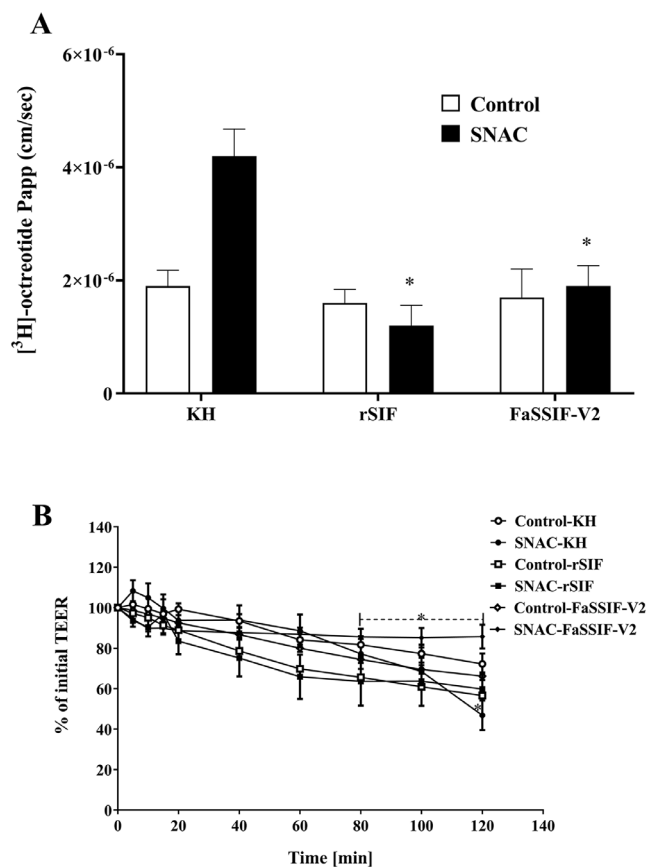 A
[³H]-octreotide Papp (cm/sec)
6×10⁻⁶
4×10⁻⁶
2×10⁻⁶
0
Control
SNAC
*
*
KH
rSIF
FaSSIF-V2
B
% of initial TEER
140
120
100
80
60
40
20
0
Control-KH
SNAC-KH
Control-rSIF
SNAC-rSIF
Control-FaSSIF-V2
SNAC-FaSSIF-V2
*
*
0 20 40 60 80 100 120 140
Time [min]